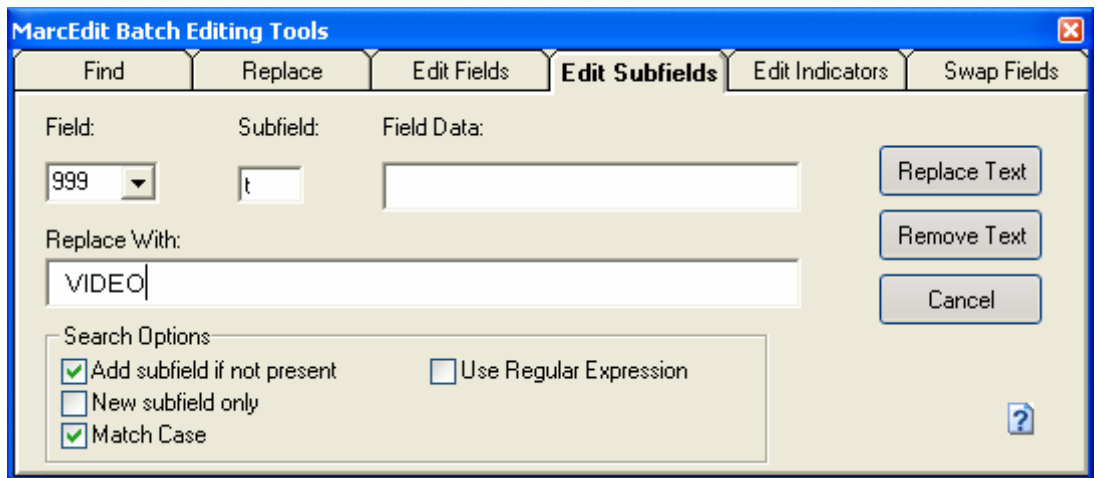 MarcEdit Batch Editing Tools
Find Replace Edit Fields Edit Subfields Edit Indicators Swap Fields
Field: Subfield: Field Data:
999 t
Replace Text
Replace With:
Remove Text
VIDEO
Cancel
Search Options
Add subfield if not present Use Regular Expression
New subfield only
Match Case
?